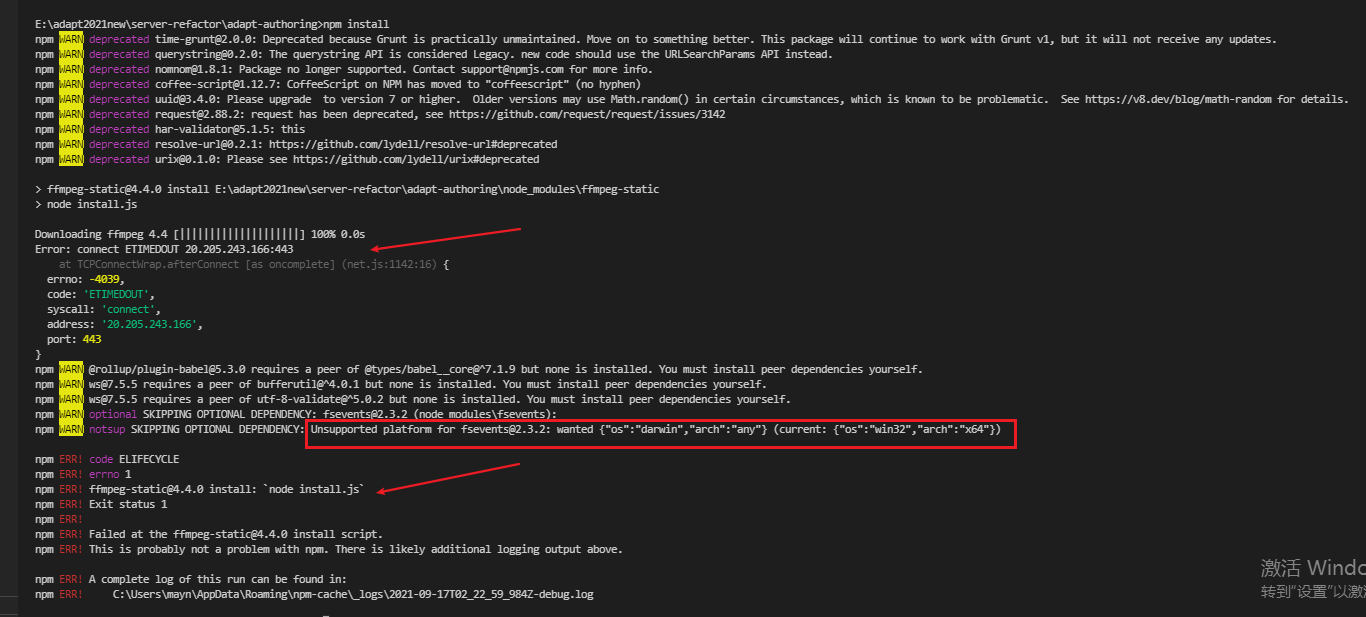 E:\adapt2021new\server-refactor\adapt-authoring>npm install
npm WARN deprecated time-grunt@2.0.0: Deprecated because Grunt is practically unmaintained. Move on to something better. This package will continue to work with Grunt v1, but it will not receive any updates.
npm WARN deprecated querystring@0.2.0: The querystring API is considered Legacy. new code should use the URLSearchParams API instead.
npm WARN deprecated nomnom@1.8.1: Package no longer supported. Contact support@npmjs.com for more info.
npm WARN deprecated coffee-script@1.12.7: CoffeeScript on NPM has moved to "coffeescript" (no hyphen)
npm WARN deprecated uuid@3.4.0: Please upgrade  to version 7 or higher.  Older versions may use Math.random() in certain circumstances, which is known to be problematic.  See https://v8.dev/blog/math-random for details.
npm WARN deprecated request@2.88.2: request has been deprecated, see https://github.com/request/request/issues/3142
npm WARN deprecated har-validator@5.1.5: this
npm WARN deprecated resolve-url@0.2.1: https://github.com/lydell/resolve-url#deprecated
npm WARN deprecated urix@0.1.0: Please see https://github.com/lydell/urix#deprecated
> ffmpeg-static@4.4.0 install E:\adapt2021new\server-refactor\adapt-authoring\node_modules\ffmpeg-static
> node install.js
Downloading ffmpeg 4.4 [||||||||||||||||||||] 100% 0.0s
Error: connect ETIMEDOUT 20.205.243.166:443
    at TCPConnectWrap.afterConnect [as oncomplete] (net.js:1142:16) {
  errno: -4039,
  code: 'ETIMEDOUT',
  syscall: 'connect',
  address: '20.205.243.166',
  port: 443
}
npm WARN @rollup/plugin-babel@5.3.0 requires a peer of @types/babel__core@^7.1.9 but none is installed. You must install peer dependencies yourself.
npm WARN ws@7.5.5 requires a peer of bufferutil@^4.0.1 but none is installed. You must install peer dependencies yourself.
npm WARN ws@7.5.5 requires a peer of utf-8-validate@^5.0.2 but none is installed. You must install peer dependencies yourself.
npm WARN optional SKIPPING OPTIONAL DEPENDENCY: fsevents@2.3.2 (node_modules\fsevents):
npm WARN notsup SKIPPING OPTIONAL DEPENDENCY: Unsupported platform for fsevents@2.3.2: wanted {"os":"darwin","arch":"any"} (current: {"os":"win32","arch":"x64"})
npm ERR! code ELIFECYCLE
npm ERR! errno 1
npm ERR! ffmpeg-static@4.4.0 install: `node install.js`
npm ERR! Exit status 1
npm ERR!
npm ERR! Failed at the ffmpeg-static@4.4.0 install script.
npm ERR! This is probably not a problem with npm. There is likely additional logging output above.
npm ERR! A complete log of this run can be found in:
npm ERR!     C:\Users\mayn\AppData\Roaming\npm-cache\_logs\2021-09-17T02_22_59_984Z-debug.log
激活 Windo
转到"设置"以激